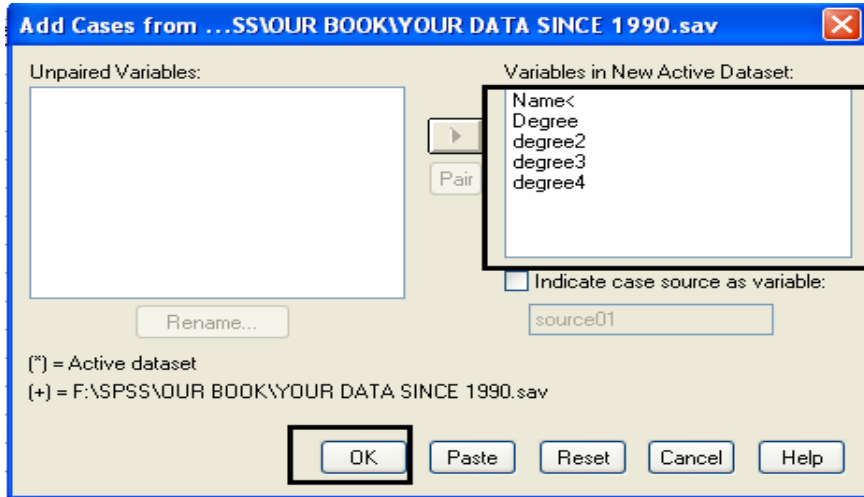 Add Cases from ...SS\OUR BOOK\YOUR DATA SINCE 1990.sav
Unpaired Variables:
Variables in New Active Dataset:
Name<
Degree
degree2
degree3
degree4
Pair
Indicate case source as variable:
Rename...
source01
(*) = Active dataset
(+) = F:\SPSS\OUR BOOK\YOUR DATA SINCE 1990.sav
OK Paste Reset Cancel Help